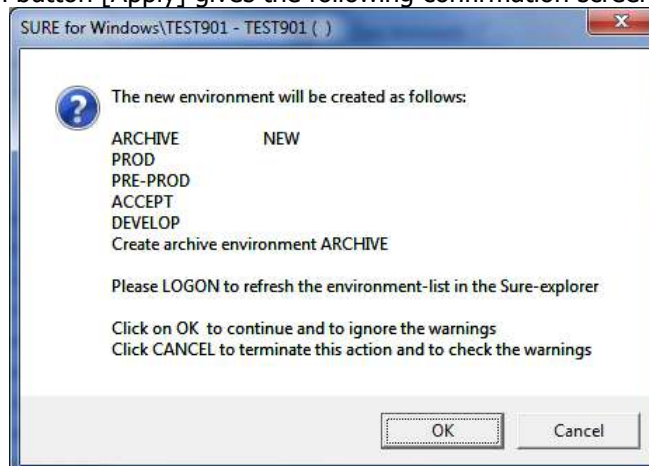 button [Apply] gives the following confirmation scree
SURE for Windows\TEST901 - TEST901 ( )
The new environment will be created as follows:
ARCHIVE NEW
PROD
PRE-PROD
ACCEPT
DEVELOP
Create archive environment ARCHIVE
Please LOGON to refresh the environment-list in the Sure-explorer
Click on OK to continue and to ignore the warnings
Click CANCEL to terminate this action and to check the warnings
OK Cancel